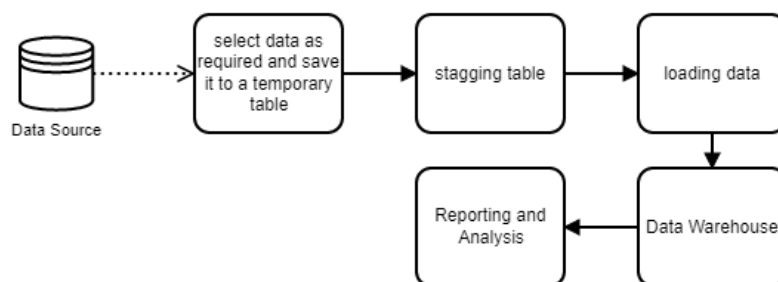 select data as
required and save
it to a temporary
table
stagging table
loading data
Data Source
Reporting and
Analysis
Data Warehouse